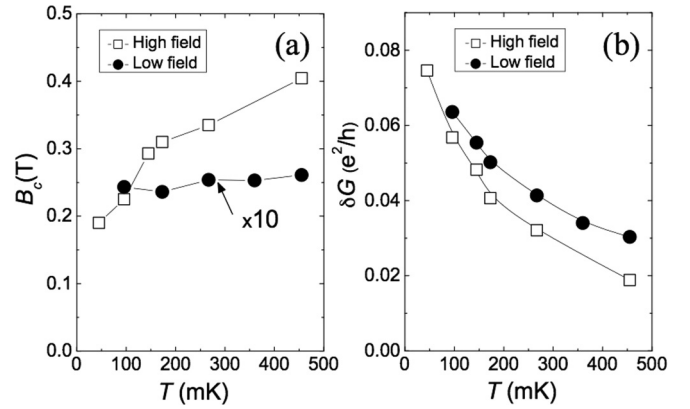 High field
Low field
(a)
B_c(T)
0.5
0.4
0.3
0.2
0.1
0.0
x10
0 100 200 300 400 500
T (mK)
High field
Low field
(b)
δG (e²/h)
0.08
0.06
0.04
0.02
0.00
0 100 200 300 400 500
T (mK)